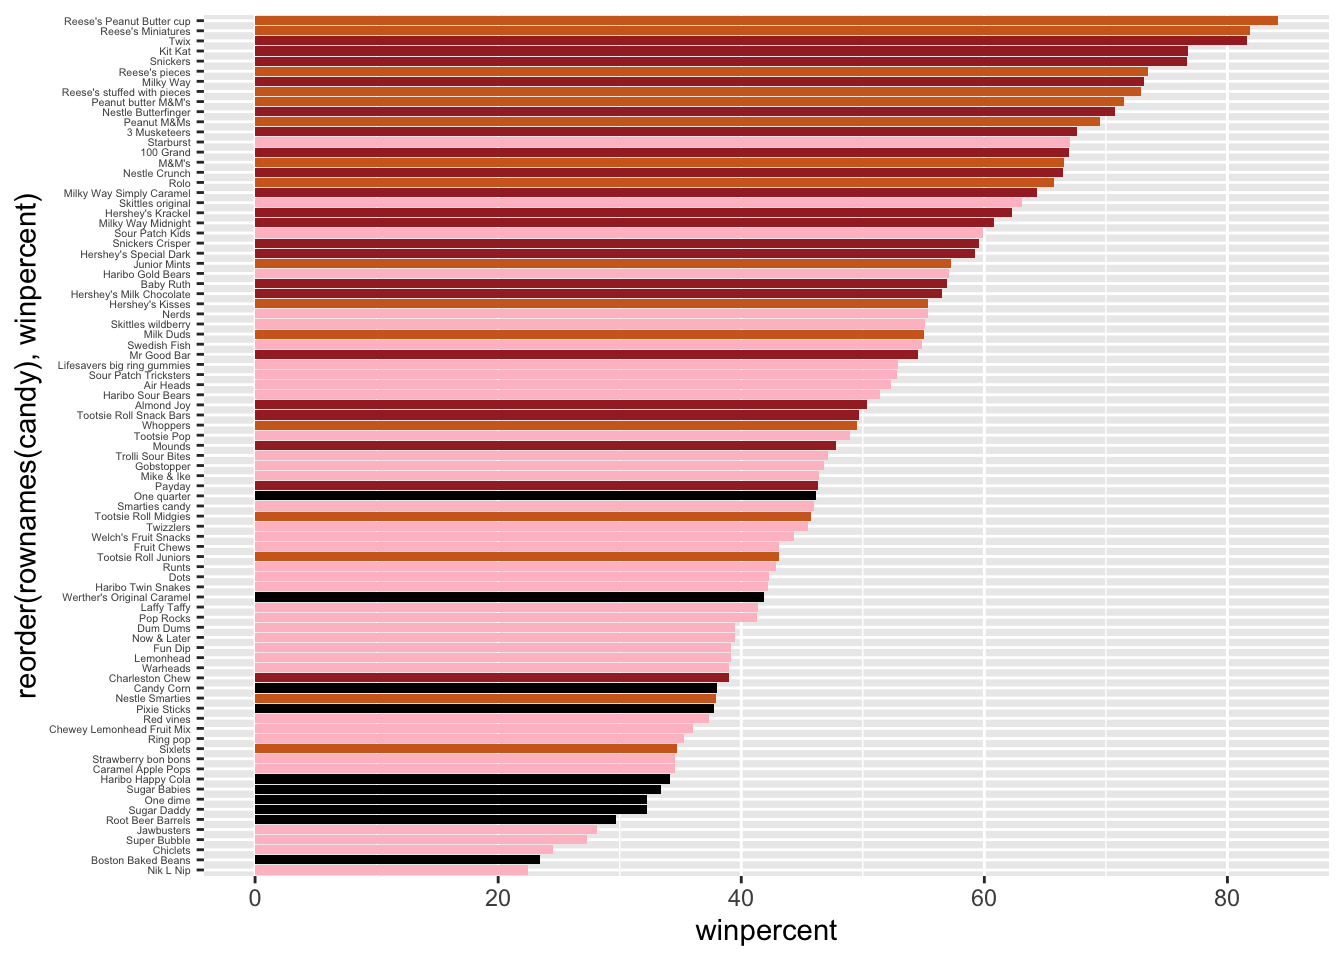 Reese's Peanut Butter cup
Reese's Miniatures
Twix
Kit Kat
Snickers
Reese's pieces
Milky Way
Reese's stuffed with pieces
Peanut butter M&M's
Nestle Butterfinger
Peanut M&Ms
3 Musketeers
Starburst
100 Grand
M&M's
Nestle Crunch
Rolo
Milky Way Simply Caramel
Skittles original
Hershey's Krackel
Milky Way Midnight
Sour Patch Kids
Snickers Crisper
Hershey's Special Dark
Junior Mints
Haribo Gold Bears
Baby Ruth
Hershey's Milk Chocolate
Hershey's Kisses
Nerds
Skittles wildberry
Milk Duds
Swedish Fish
Mr Good Bar
Lifesavers big ring gummies
Sour Patch Tricksters
Air Heads
Haribo Sour Bears
Almond Joy
Tootsie Roll Snack Bars
Whoppers
Tootsie Pop
Mounds
Trolli Sour Bites
Gobstopper
Mike & Ike
Payday
One quarter
Smarties candy
Tootsie Roll Midgies
Twizzlers
Welch's Fruit Snacks
Fruit Chews
Tootsie Roll Juniors
Runts
Dots
Haribo Twin Snakes
Werther's Original Caramel
Laffy Taffy
Pop Rocks
Dum Dums
Now & Later
Fun Dip
Lemonhead
Warheads
Charleston Chew
Candy Corn
Nestle Smarties
Pixie Sticks
Red vines
Chewey Lemonhead Fruit Mix
Ring pop
Sixlets
Strawberry bon bons
Caramel Apple Pops
Haribo Happy Cola
Sugar Babies
One dime
Sugar Daddy
Root Beer Barrels
Jawbusters
Super Bubble
Chiclets
Boston Baked Beans
Nik L Nip
reorder(rownames(candy), winpercent)
0 20 40 60 80
winpercent